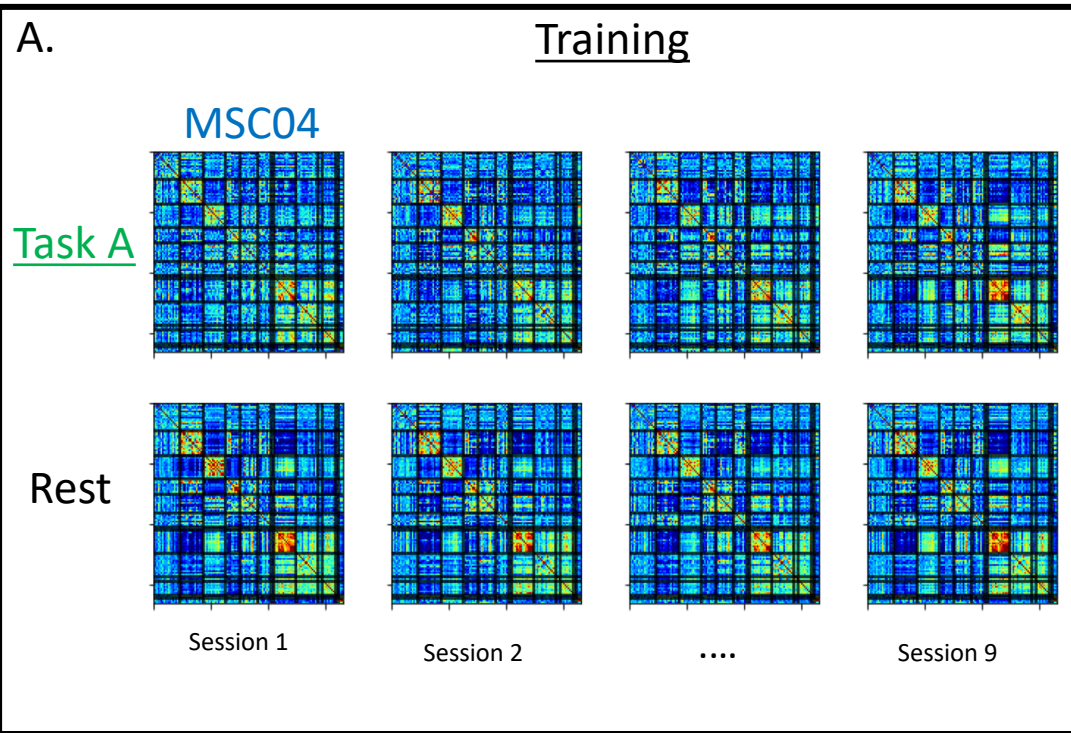 A.
Training
MSC04
Task A
Rest
Session 1
Session 2
....
Session 9